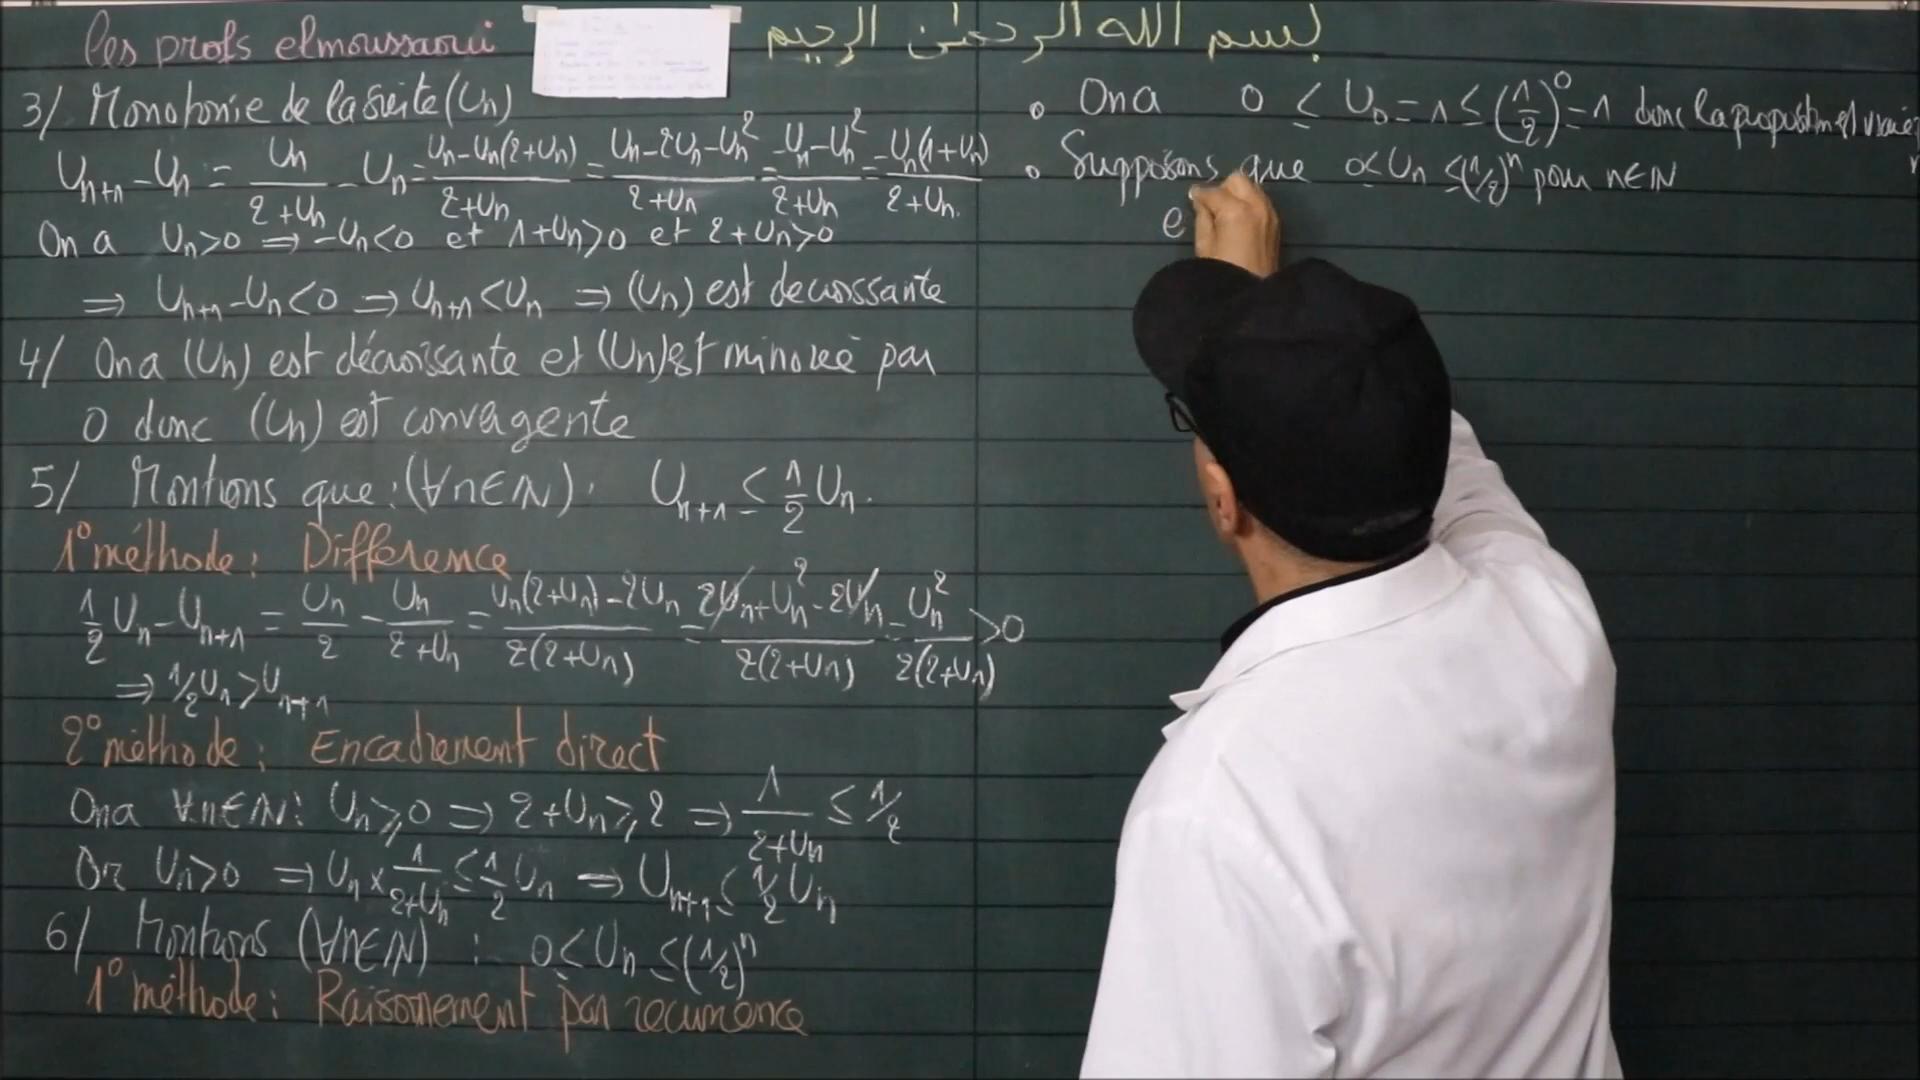 les profs elmoussaoui
بسم الله الرحمٰن الرحيم
3/ Monotonie de la suite (Un)
Un+1 - Un = Un/(2+Un) - Un = (Un - Un(2+Un))/(2+Un) = (Un - 2Un - Un²)/(2+Un) = (-Un - Un²)/(2+Un) = -Un(1+Un)/(2+Un)
On a Un>0 ⇒ -Un<0 et 1+Un>0 et 2+Un>0
⇒ Un+1 - Un < 0 ⇒ Un+1 < Un ⇒ (Un) est decroissante
4/ On a (Un) est décroissante et (Un) est minorée par
0 donc (Un) est convergente
5/ Montrons que : (∀n∈N) : Un+1 ≤ 1/2 Un.
1° méthode : Difference
1/2 Un - Un+1 = Un/2 - Un/(2+Un) = (Un(2+Un) - 2Un)/(2(2+Un)) = (2Un + Un² - 2Un)/(2(2+Un)) = Un²/(2(2+Un)) > 0
⇒ 1/2 Un > Un+1
2° méthode : Encadrement direct
On a ∀n∈N : Un ≥ 0 ⇒ 2+Un ≥ 2 ⇒ 1/(2+Un) ≤ 1/2
Or Un>0 ⇒ Un × 1/(2+Un) ≤ 1/2 Un ⇒ Un+1 ≤ 1/2 Un
6/ Montrons (∀n∈N) : 0 ≤ Un ≤ (1/2)^n
1° méthode : Raisonnement par recurrence
• On a 0 ≤ U0 = 1 ≤ (1/2)^0 = 1 donc la proposition est vraie
• Supposons que 0 ≤ Un ≤ (1/2)^n pour n∈N
e